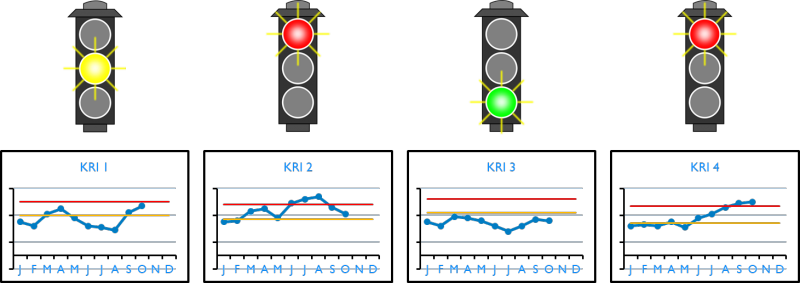 KRI 1
J F M A M J J A S O N D
KRI 2
J F M A M J J A S O N D
KRI 3
J F M A M J J A S O N D
KRI 4
J F M A M J J A S O N D